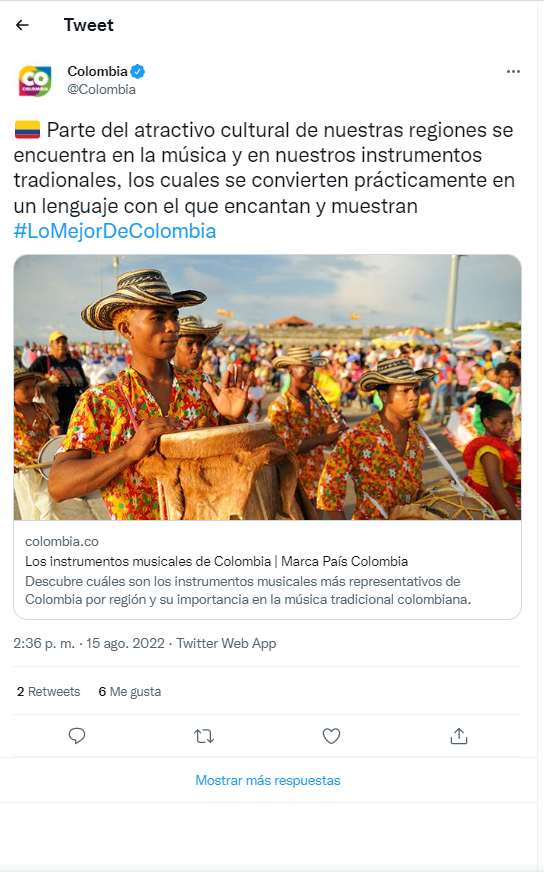 Tweet
CO
COLOMBIA
Colombia
@Colombia
🇨🇴 Parte del atractivo cultural de nuestras regiones se
encuentra en la música y en nuestros instrumentos
tradionales, los cuales se convierten prácticamente en
un lenguaje con el que encantan y muestran
#LoMejorDeColombia
colombia.co
Los instrumentos musicales de Colombia | Marca País Colombia
Descubre cuáles son los instrumentos musicales más representativos de
Colombia por región y su importancia en la música tradicional colombiana.
2:36 p. m. · 15 ago. 2022 · Twitter Web App
2 Retweets 6 Me gusta
Mostrar más respuestas